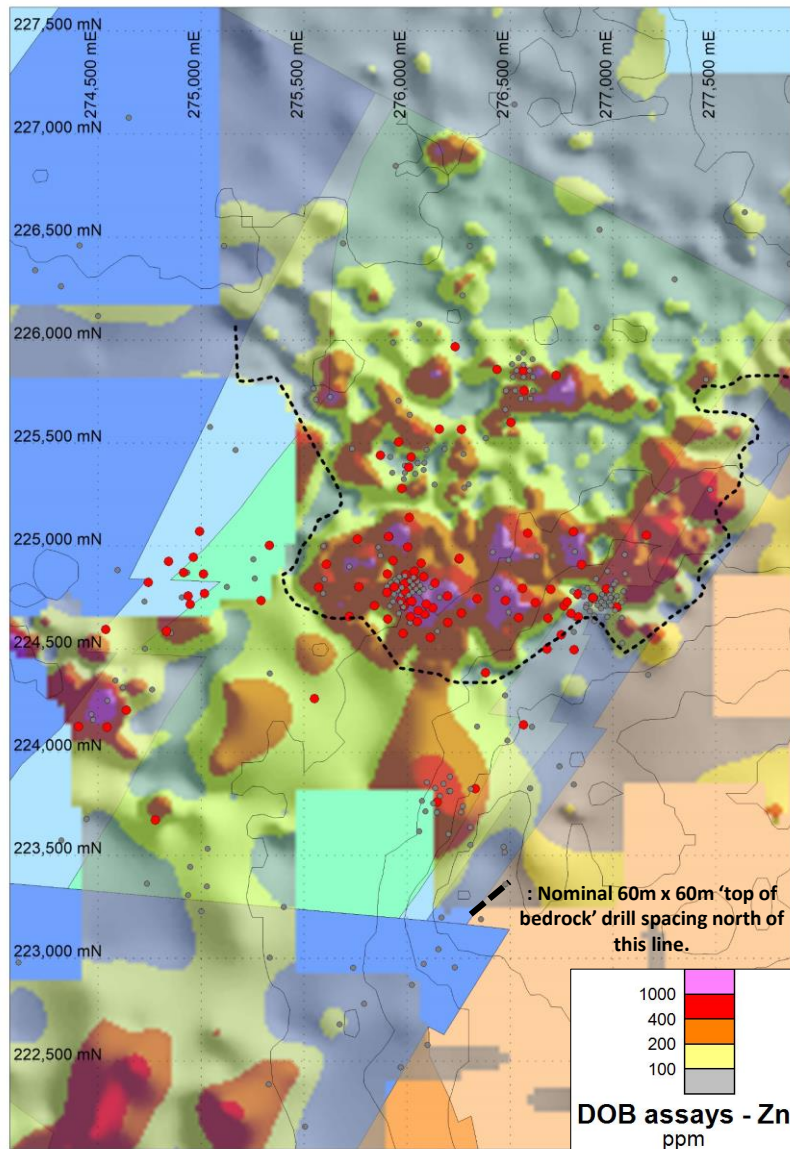 274,500 mE
275,000 mE
275,500 mE
276,000 mE
276,500 mE
277,000 mE
277,500 mE
227,500 mN
227,000 mN
226,500 mN
226,000 mN
225,500 mN
225,000 mN
224,500 mN
224,000 mN
223,500 mN
223,000 mN
222,500 mN
: Nominal 60m x 60m ‘top of
bedrock’ drill spacing north of
this line.
1000
400
200
100
DOB assays - Zn
ppm